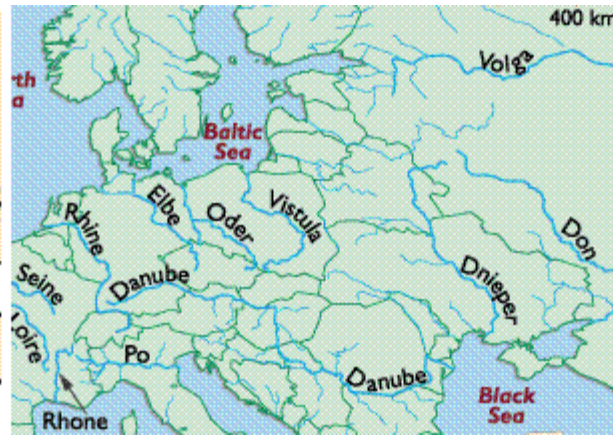 400 km
Volga
rth
a
Baltic
Sea
Rhine
Elbe
Oder
Vistula
Don
Seine
Danube
Dnieper
Loire
Po
Danube
Black
Sea
Rhone